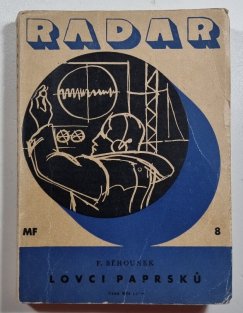 RADAR
MF 8
F. BĚHOUNEK
LOVCI PAPRSKŮ